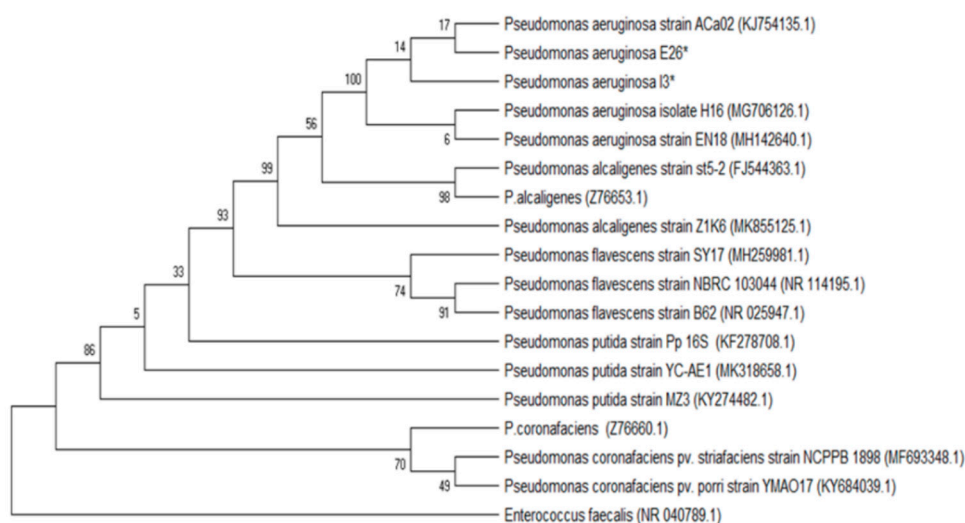 17
Pseudomonas aeruginosa strain ACa02 (KJ754135.1)
14
Pseudomonas aeruginosa E26*
100
Pseudomonas aeruginosa I3*
56
Pseudomonas aeruginosa isolate H16 (MG706126.1)
6
Pseudomonas aeruginosa strain EN18 (MH142640.1)
99
Pseudomonas alcaligenes strain st5-2 (FJ544363.1)
98
P.alcaligenes (Z76653.1)
93
Pseudomonas alcaligenes strain Z1K6 (MK855125.1)
Pseudomonas flavescens strain SY17 (MH259981.1)
33
74
Pseudomonas flavescens strain NBRC 103044 (NR 114195.1)
5
91
Pseudomonas flavescens strain B62 (NR 025947.1)
Pseudomonas putida strain Pp 16S (KF278708.1)
86
Pseudomonas putida strain YC-AE1 (MK318658.1)
Pseudomonas putida strain MZ3 (KY274482.1)
P.coronafaciens (Z76660.1)
70
Pseudomonas coronafaciens pv. striafaciens strain NCPPB 1898 (MF693348.1)
49
Pseudomonas coronafaciens pv. porri strain YMAO17 (KY684039.1)
Enterococcus faecalis (NR 040789.1)